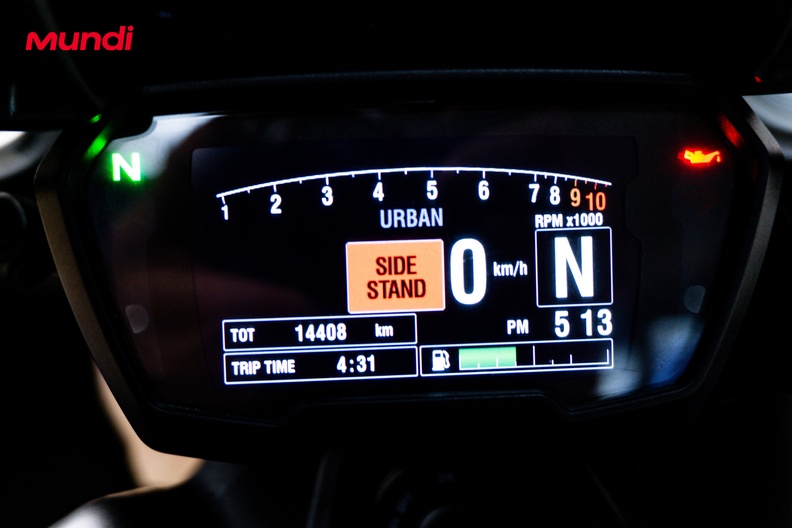 MUNDI
N
1 2 3 4 5 6 7 8 9 10
URBAN
RPM x1000
SIDE
STAND
0 km/h
N
TOT 14408 km
PM 5 13
TRIP TIME 4:31